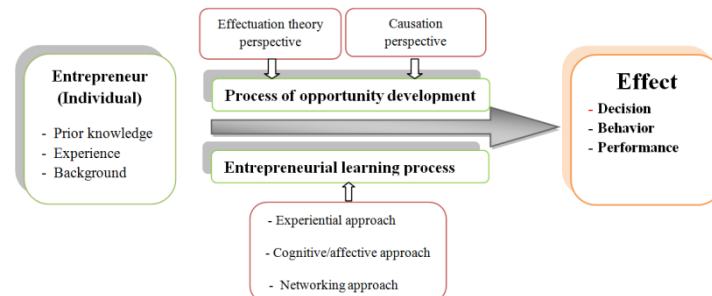 Effectuation theory
perspective
Causation
perspective
Entrepreneur
(Individual)
- Prior knowledge
- Experience
- Background
Process of opportunity development
Entrepreneurial learning process
- Experiential approach
- Cognitive/affective approach
- Networking approach
Effect
- Decision
- Behavior
- Performance